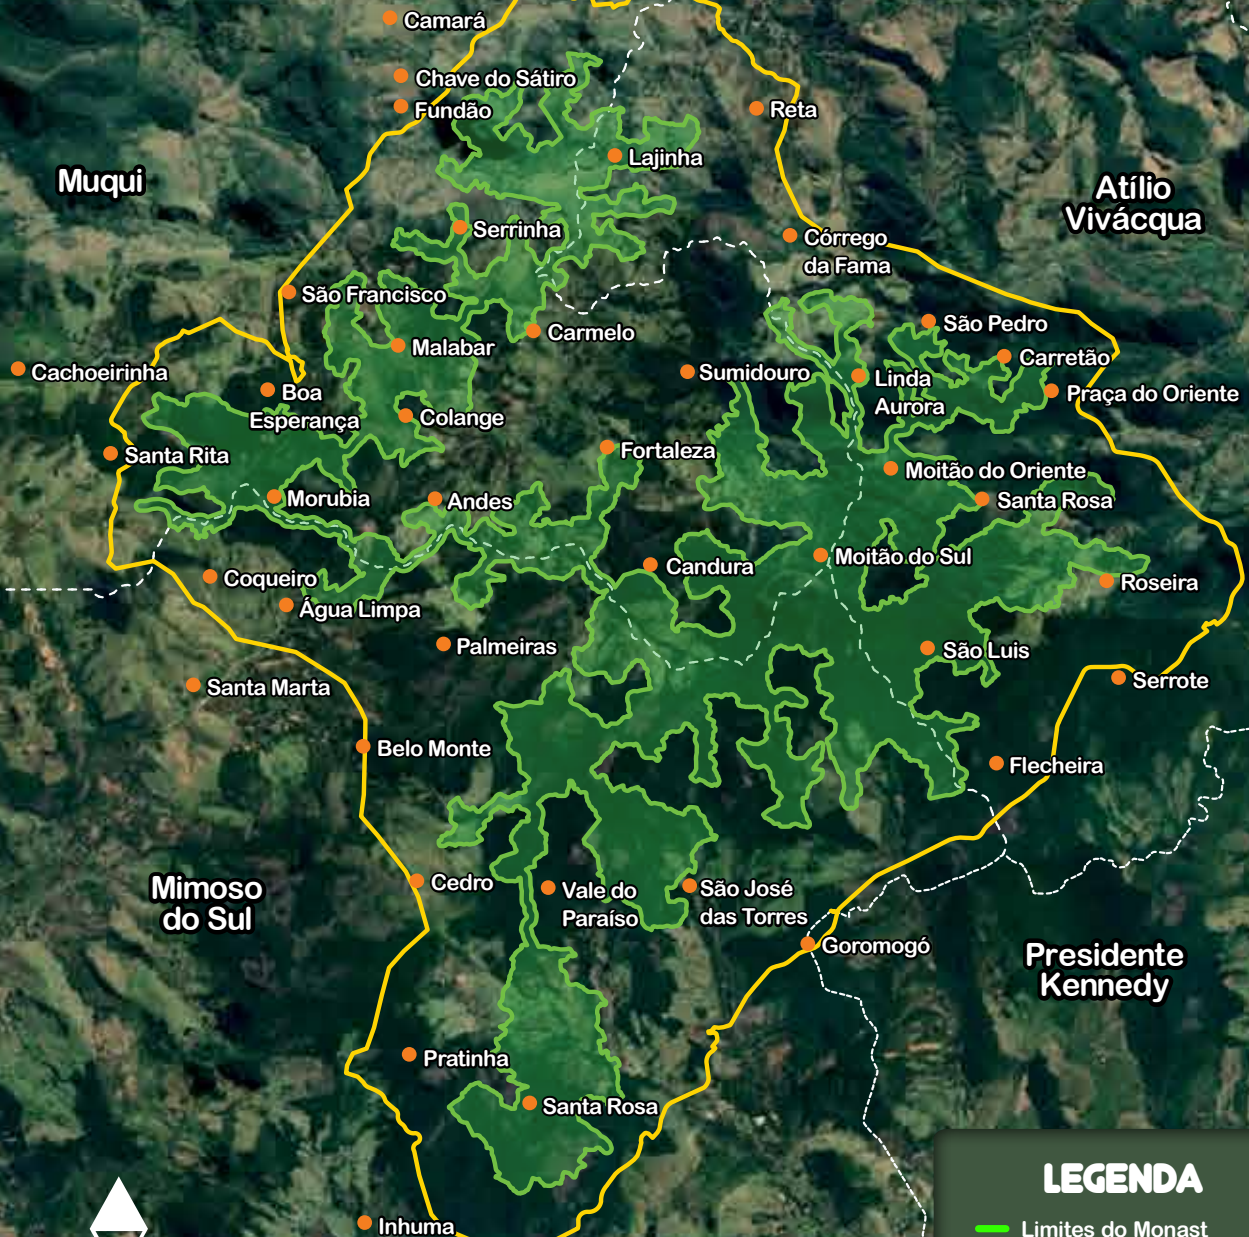 Camará
Chave do Sátiro
Fundão
Reta
Lajinha
Muqui
Atílio
Vivácqua
Serrinha
Córrego
da Fama
São Francisco
Carmelo
São Pedro
Malabar
Carretão
Cachoeirinha
Sumidouro
Linda
Aurora
Praça do Oriente
Boa
Esperança
Colange
Santa Rita
Fortaleza
Moitão do Oriente
Morubia
Andes
Santa Rosa
Moitão do Sul
Candura
Coqueiro
Roseira
Água Limpa
Palmeiras
São Luis
Santa Marta
Serrote
Belo Monte
Flecheira
Mimoso
do Sul
Cedro
Vale do
Paraíso
São José
das Torres
Goromogó
Presidente
Kennedy
Pratinha
Santa Rosa
LEGENDA
Inhuma
Limites do Monast